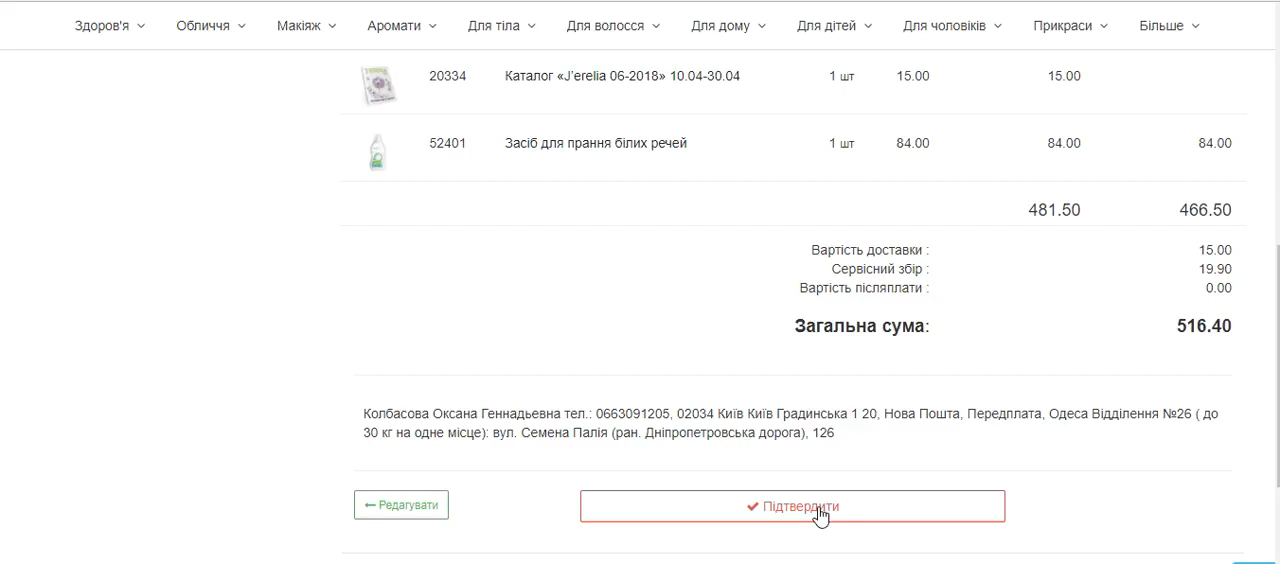 Здоров'я Обличчя Макіяж Аромати Для тіла Для волосся Для дому Для дітей Для чоловіків Прикраси Більше
20334 Каталог «J’erelia 06-2018» 10.04-30.04 1 шт 15.00 15.00
52401 Засіб для прання білих речей 1 шт 84.00 84.00 84.00
481.50 466.50
Вартість доставки : 15.00
Сервісний збір : 19.90
Вартість післяплати : 0.00
Загальна сума: 516.40
Колбасова Оксана Геннадьевна тел.: 0663091205, 02034 Київ Київ Градинська 1 20, Нова Пошта, Передплата, Одеса Відділення №26 ( до
30 кг на одне місце): вул. Семена Палія (ран. Дніпропетровська дорога), 126
Редагувати Підтвердити